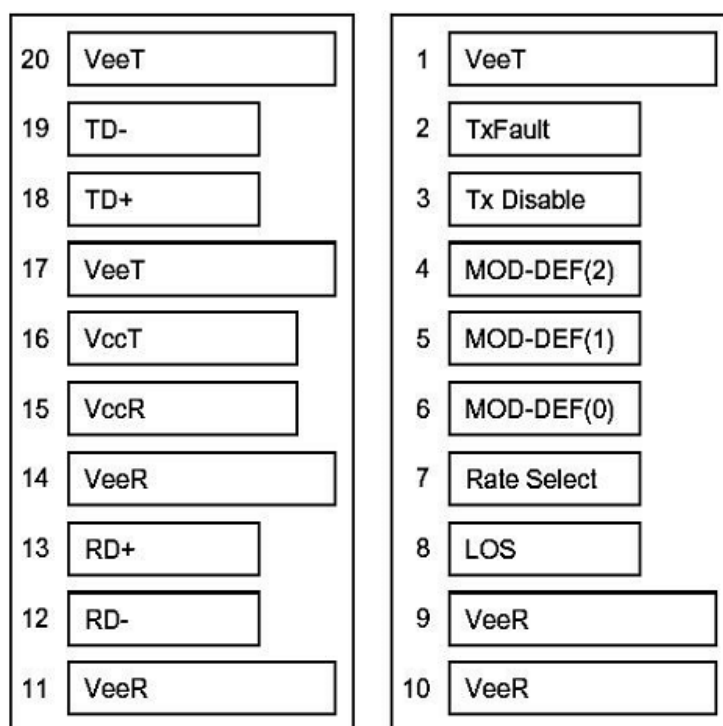 20 VeeT
19 TD-
18 TD+
17 VeeT
16 VccT
15 VccR
14 VeeR
13 RD+
12 RD-
11 VeeR
1 VeeT
2 TxFault
3 Tx Disable
4 MOD-DEF(2)
5 MOD-DEF(1)
6 MOD-DEF(0)
7 Rate Select
8 LOS
9 VeeR
10 VeeR